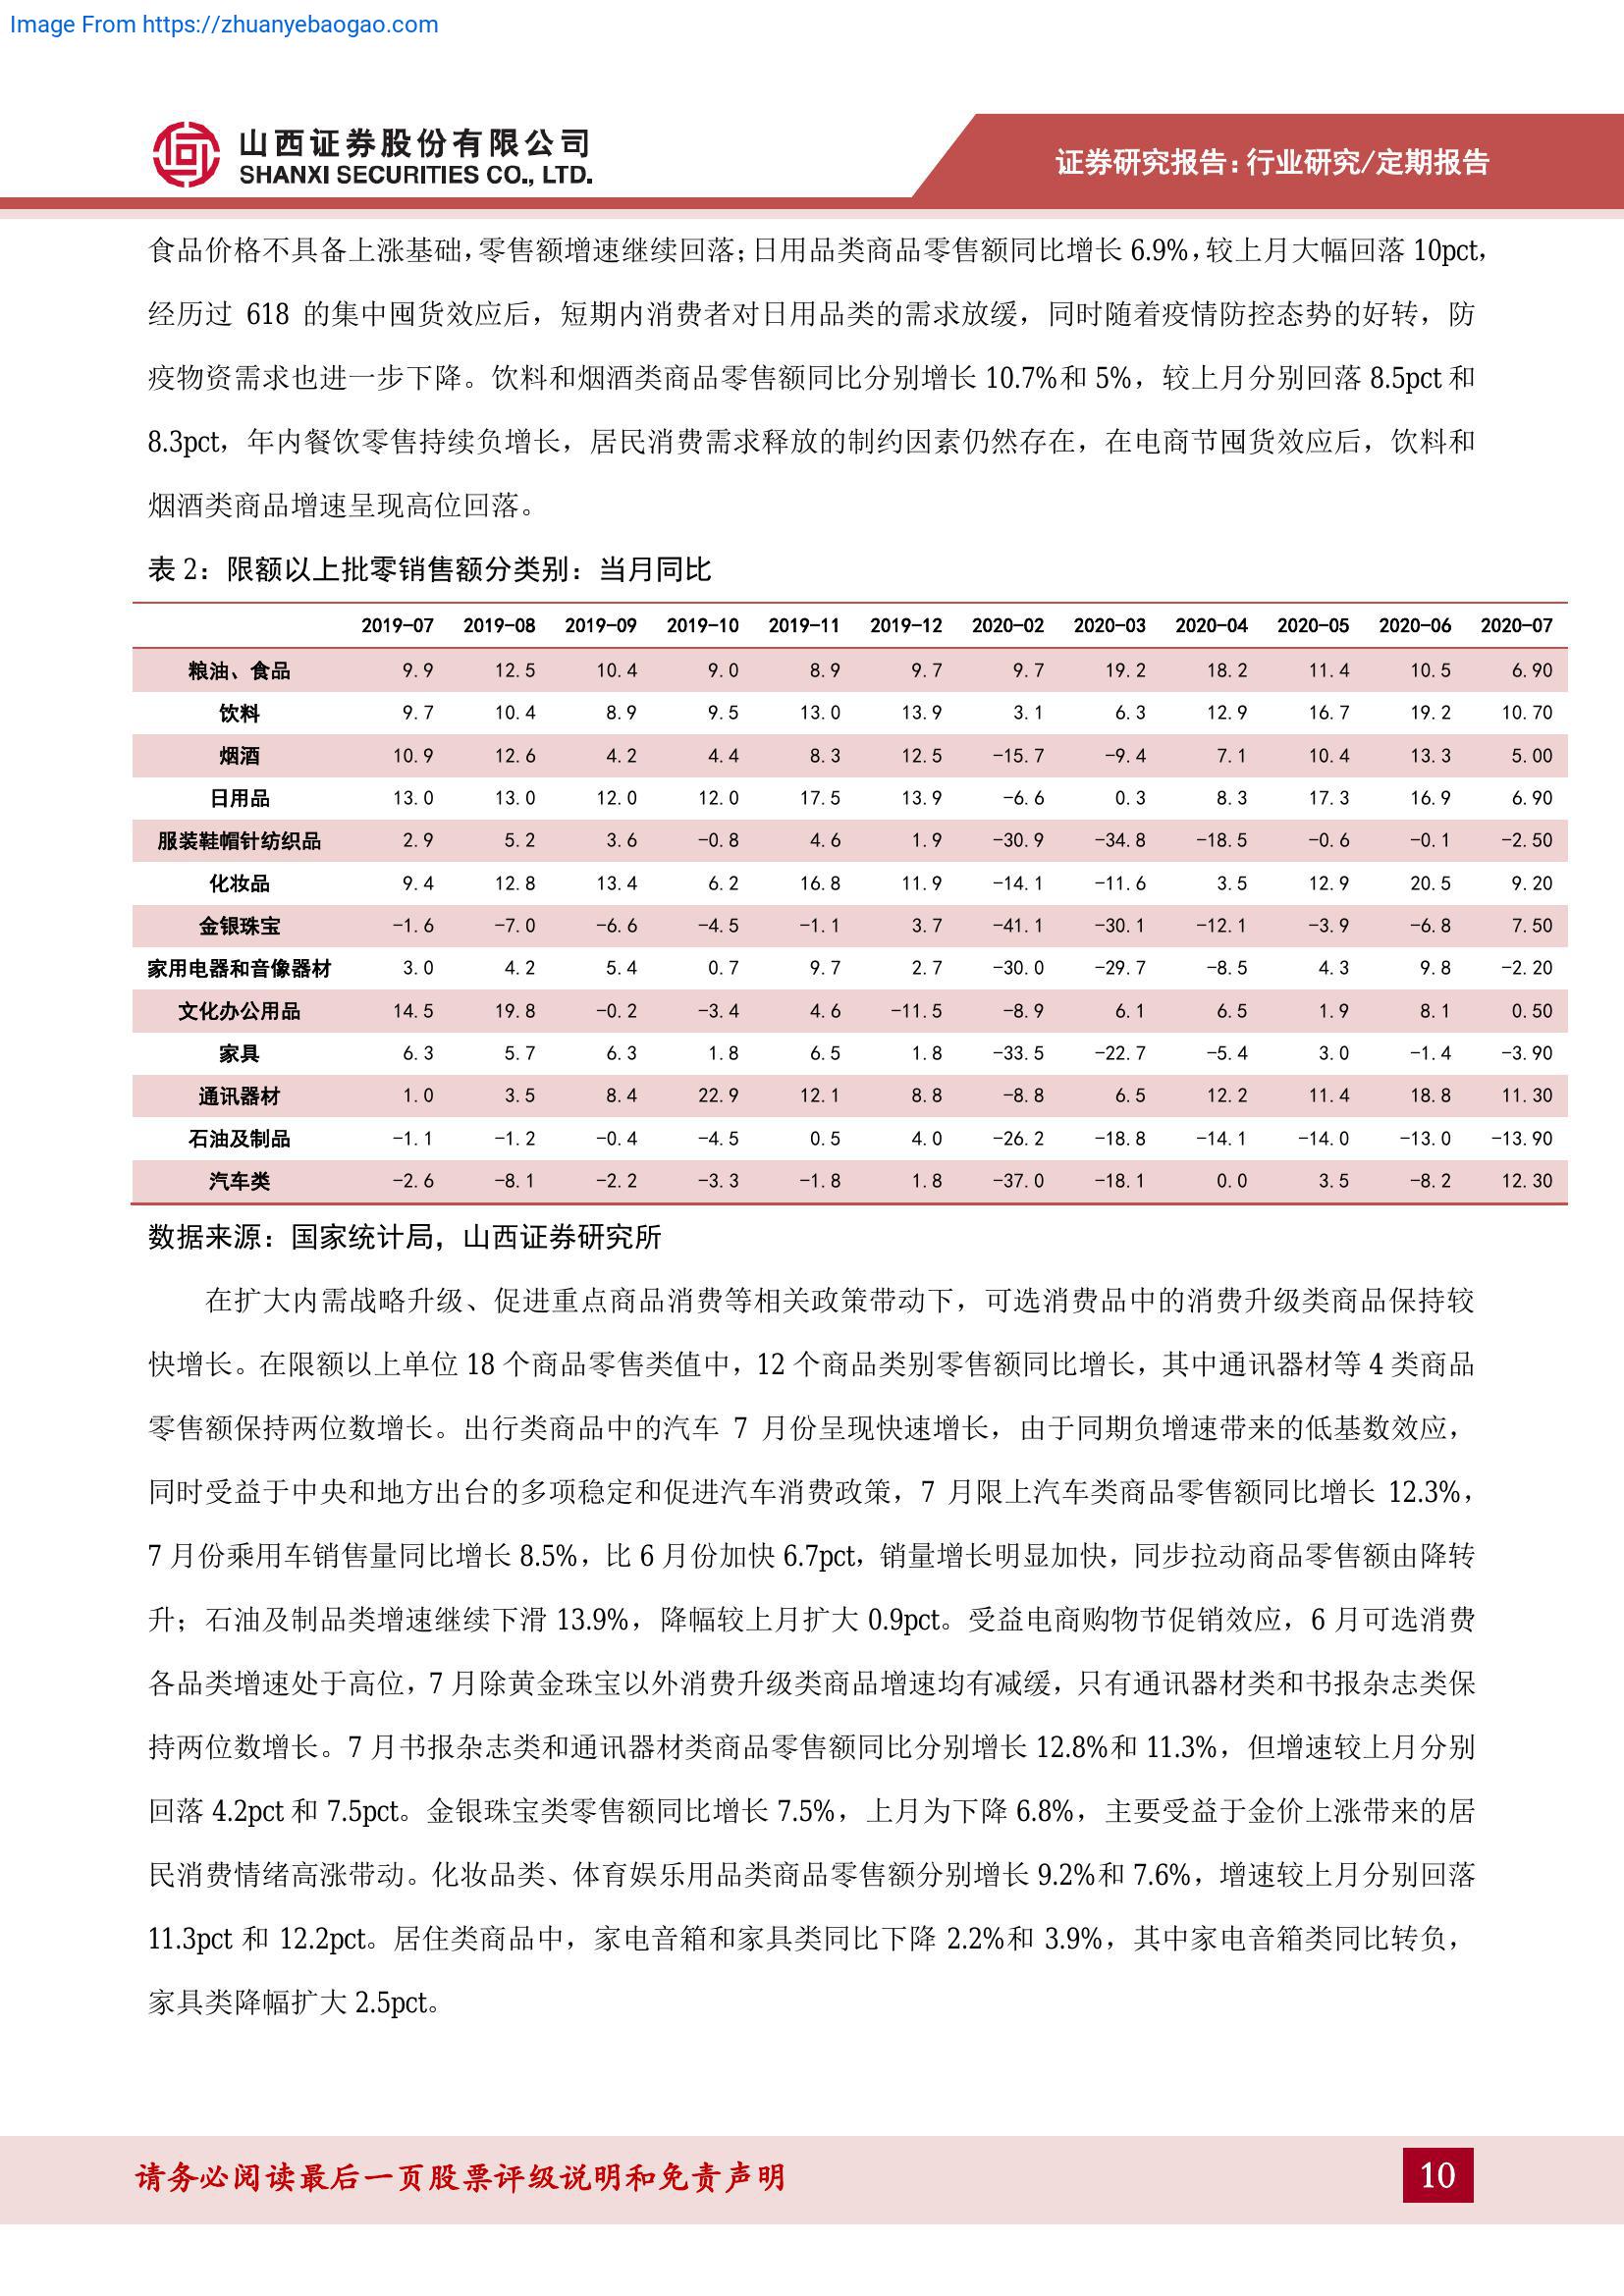 Image From https://zhuanyebaogao.com
山西证券股份有限公司
SHANXI SECURITIES CO., LTD.
证券研究报告:行业研究/定期报告
食品价格不具备上涨基础,零售额增速继续回落;日用品类商品零售额同比增长 6.9%,较上月大幅回落 10pct,
经历过 618 的集中囤货效应后，短期内消费者对日用品类的需求放缓，同时随着疫情防控态势的好转，防
疫物资需求也进一步下降。饮料和烟酒类商品零售额同比分别增长 10.7%和 5%，较上月分别回落 8.5pct 和
8.3pct，年内餐饮零售持续负增长，居民消费需求释放的制约因素仍然存在，在电商节囤货效应后，饮料和
烟酒类商品增速呈现高位回落。
表 2：限额以上批零销售额分类别：当月同比
2019-07 2019-08 2019-09 2019-10 2019-11 2019-12 2020-02 2020-03 2020-04 2020-05 2020-06 2020-07
粮油、食品 9.9 12.5 10.4 9.0 8.9 9.7 9.7 19.2 18.2 11.4 10.5 6.90
饮料 9.7 10.4 8.9 9.5 13.0 13.9 3.1 6.3 12.9 16.7 19.2 10.70
烟酒 10.9 12.6 4.2 4.4 8.3 12.5 -15.7 -9.4 7.1 10.4 13.3 5.00
日用品 13.0 13.0 12.0 12.0 17.5 13.9 -6.6 0.3 8.3 17.3 16.9 6.90
服装鞋帽针纺织品 2.9 5.2 3.6 -0.8 4.6 1.9 -30.9 -34.8 -18.5 -0.6 -0.1 -2.50
化妆品 9.4 12.8 13.4 6.2 16.8 11.9 -14.1 -11.6 3.5 12.9 20.5 9.20
金银珠宝 -1.6 -7.0 -6.6 -4.5 -1.1 3.7 -41.1 -30.1 -12.1 -3.9 -6.8 7.50
家用电器和音像器材 3.0 4.2 5.4 0.7 9.7 2.7 -30.0 -29.7 -8.5 4.3 9.8 -2.20
文化办公用品 14.5 19.8 -0.2 -3.4 4.6 -11.5 -8.9 6.1 6.5 1.9 8.1 0.50
家具 6.3 5.7 6.3 1.8 6.5 1.8 -33.5 -22.7 -5.4 3.0 -1.4 -3.90
通讯器材 1.0 3.5 8.4 22.9 12.1 8.8 -8.8 6.5 12.2 11.4 18.8 11.30
石油及制品 -1.1 -1.2 -0.4 -4.5 0.5 4.0 -26.2 -18.8 -14.1 -14.0 -13.0 -13.90
汽车类 -2.6 -8.1 -2.2 -3.3 -1.8 1.8 -37.0 -18.1 0.0 3.5 -8.2 12.30
数据来源：国家统计局，山西证券研究所
在扩大内需战略升级、促进重点商品消费等相关政策带动下，可选消费品中的消费升级类商品保持较
快增长。在限额以上单位 18 个商品零售类值中，12 个商品类别零售额同比增长，其中通讯器材等 4 类商品
零售额保持两位数增长。出行类商品中的汽车 7 月份呈现快速增长，由于同期负增速带来的低基数效应，
同时受益于中央和地方出台的多项稳定和促进汽车消费政策，7 月限上汽车类商品零售额同比增长 12.3%，
7 月份乘用车销售量同比增长 8.5%，比 6 月份加快 6.7pct，销量增长明显加快，同步拉动商品零售额由降转
升；石油及制品类增速继续下滑 13.9%，降幅较上月扩大 0.9pct。受益电商购物节促销效应，6 月可选消费
各品类增速处于高位，7 月除黄金珠宝以外消费升级类商品增速均有减缓，只有通讯器材类和书报杂志类保
持两位数增长。7 月书报杂志类和通讯器材类商品零售额同比分别增长 12.8%和 11.3%，但增速较上月分别
回落 4.2pct 和 7.5pct。金银珠宝类零售额同比增长 7.5%，上月为下降 6.8%，主要受益于金价上涨带来的居
民消费情绪高涨带动。化妆品类、体育娱乐用品类商品零售额分别增长 9.2%和 7.6%，增速较上月分别回落
11.3pct 和 12.2pct。居住类商品中，家电音箱和家具类同比下降 2.2%和 3.9%，其中家电音箱类同比转负，
家具类降幅扩大 2.5pct。
请务必阅读最后一页股票评级说明和免责声明
10